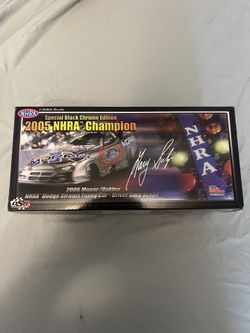 NHRA
Special Black Chrome Edition
2005 NHRA Champion
NHRA
2006 Mopar/Oakley
NHRA Dodge Stratus Funny Car - Driver Gary Scelzi